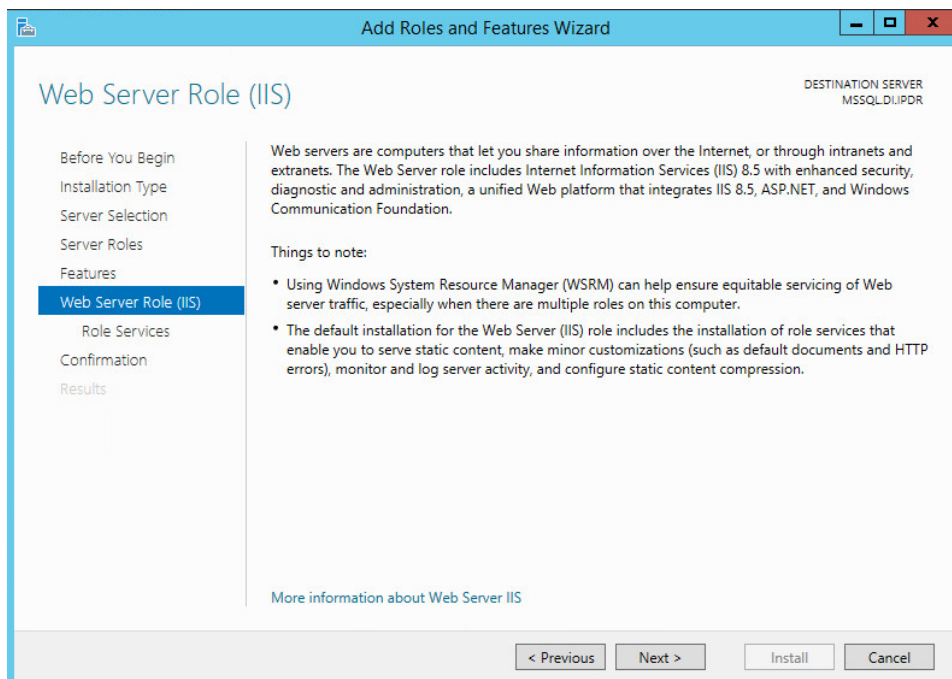 Add Roles and Features Wizard
Web Server Role (IIS)
DESTINATION SERVER
MSSQL.DI.IPDR
Before You Begin
Installation Type
Server Selection
Server Roles
Features
Web Server Role (IIS)
Role Services
Confirmation
Results
Web servers are computers that let you share information over the Internet, or through intranets and
extranets. The Web Server role includes Internet Information Services (IIS) 8.5 with enhanced security,
diagnostic and administration, a unified Web platform that integrates IIS 8.5, ASP.NET, and Windows
Communication Foundation.
Things to note:
• Using Windows System Resource Manager (WSRM) can help ensure equitable servicing of Web
server traffic, especially when there are multiple roles on this computer.
• The default installation for the Web Server (IIS) role includes the installation of role services that
enable you to serve static content, make minor customizations (such as default documents and HTTP
errors), monitor and log server activity, and configure static content compression.
More information about Web Server IIS
< Previous
Next >
Install
Cancel